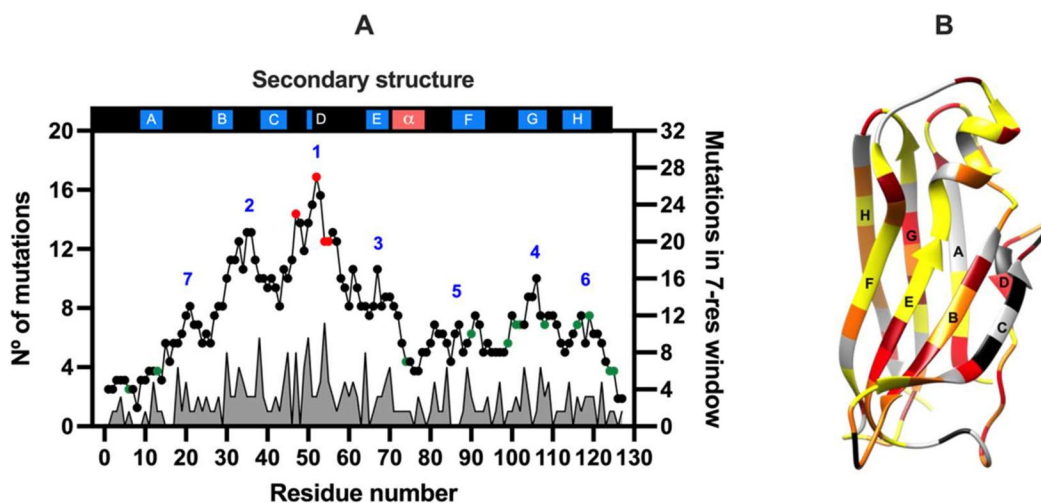 A
B
Secondary structure
A B C D E α F G H
20
16
12
8
4
0
Nº of mutations
32
28
24
20
16
12
8
4
0
Mutations in 7-res window
1
2
3
4
5
6
7
0 10 20 30 40 50 60 70 80 90 100 110 120 130
Residue number
H
G
A
F
E
B
D
C